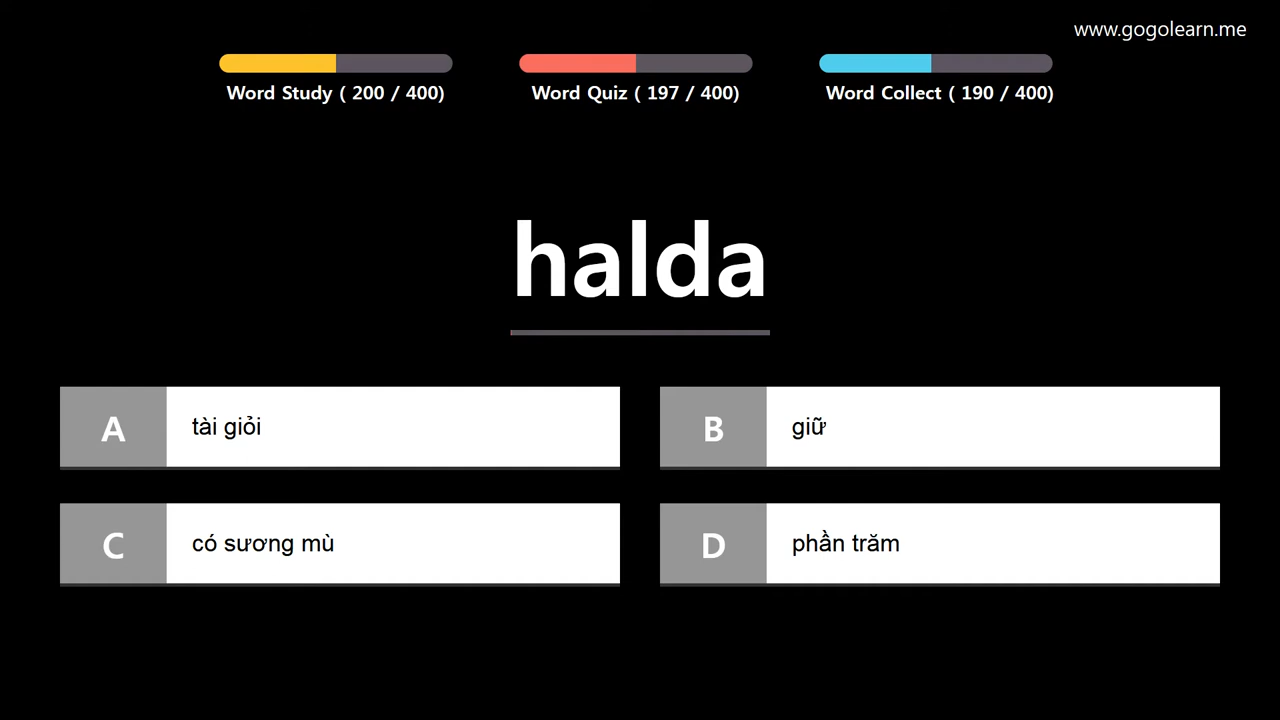 www.gogolearn.me
Word Study ( 200 / 400)
Word Quiz ( 197 / 400)
Word Collect ( 190 / 400)
halda
A tài giỏi
B giữ
C có sương mù
D phần trăm